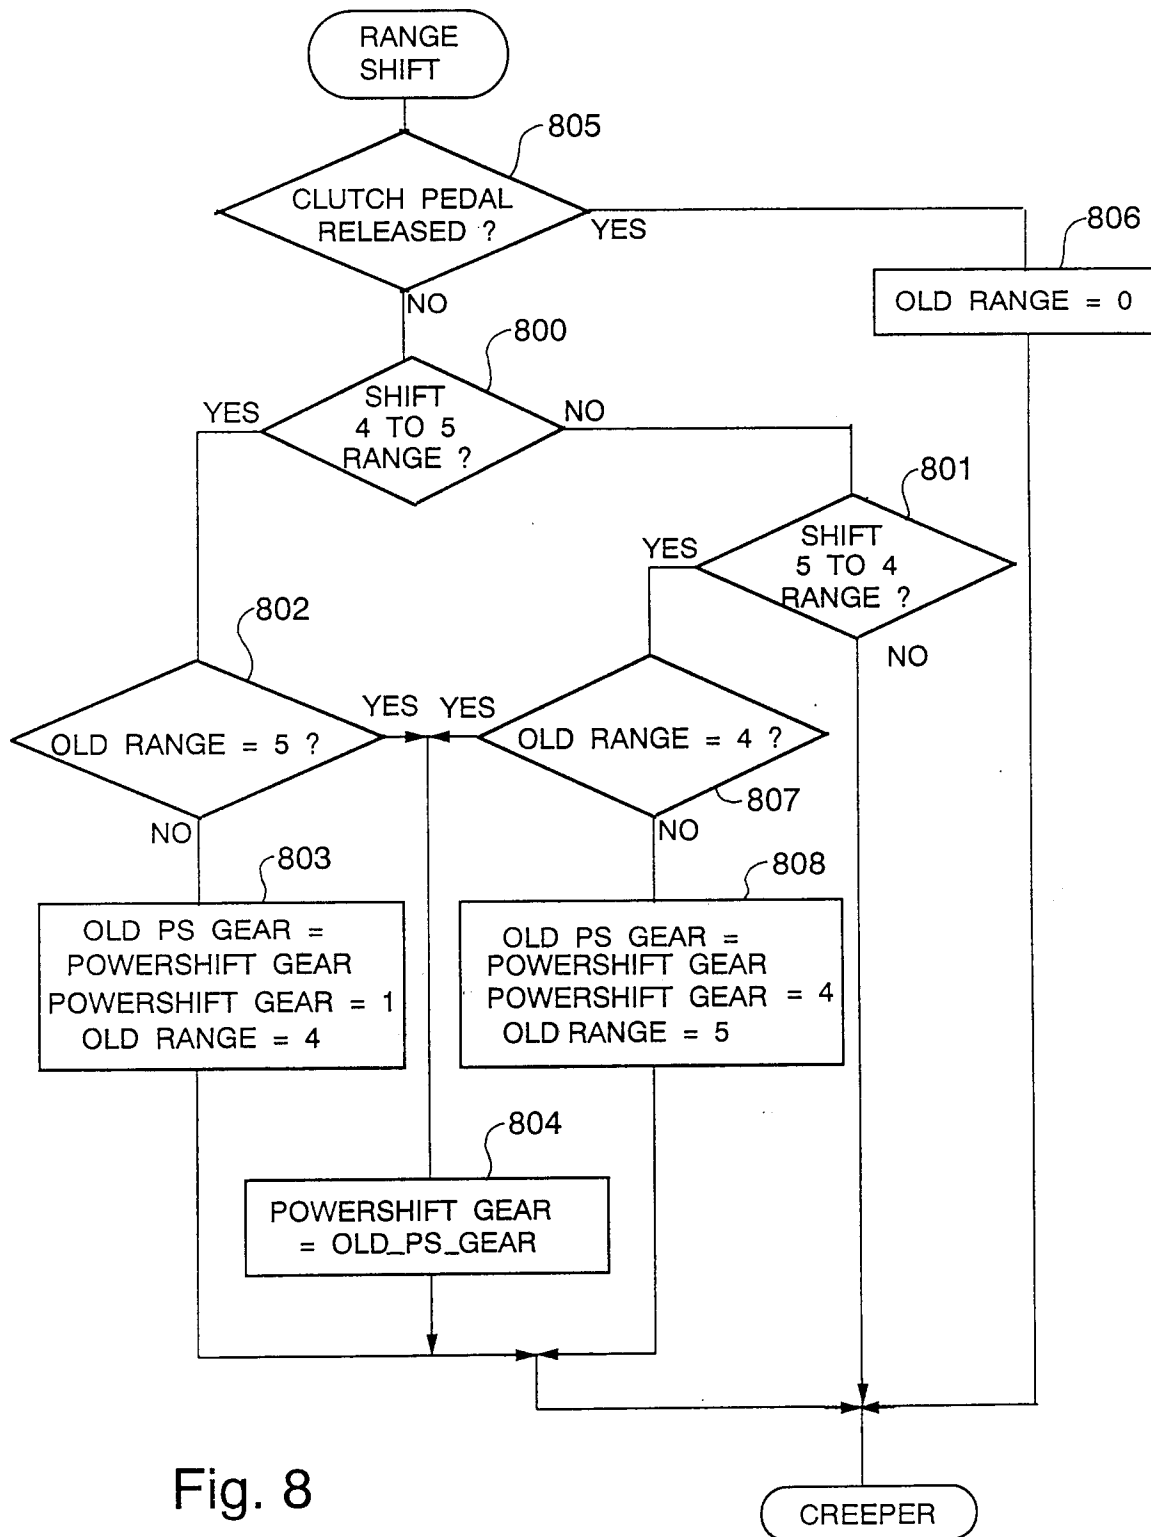 RANGE
SHIFT
805
CLUTCH PEDAL
RELEASED ?
YES
806
OLD RANGE = 0
NO
800
YES
SHIFT
4 TO 5
RANGE ?
NO
801
YES
SHIFT
5 TO 4
RANGE ?
NO
802
OLD RANGE = 5 ?
YES
YES
OLD RANGE = 4 ?
807
NO
NO
803
OLD PS GEAR =
POWERSHIFT GEAR
POWERSHIFT GEAR = 1
OLD RANGE = 4
808
OLD PS GEAR =
POWERSHIFT GEAR
POWERSHIFT GEAR = 4
OLD RANGE = 5
804
POWERSHIFT GEAR
= OLD_PS_GEAR
Fig. 8
CREEPER